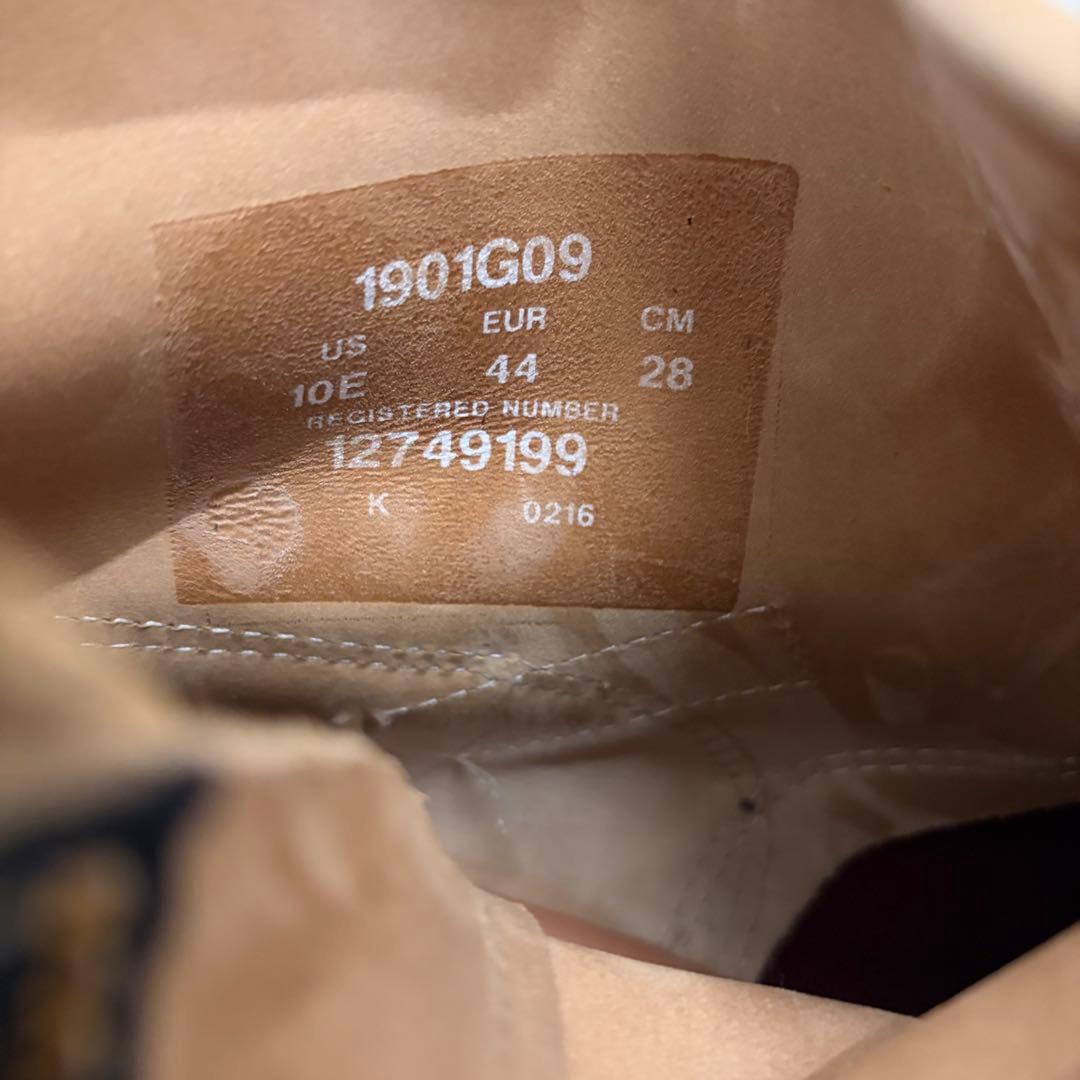 1901G09
US EUR CM
10E 44 28
REGISTERED NUMBER
12749199
K 0216